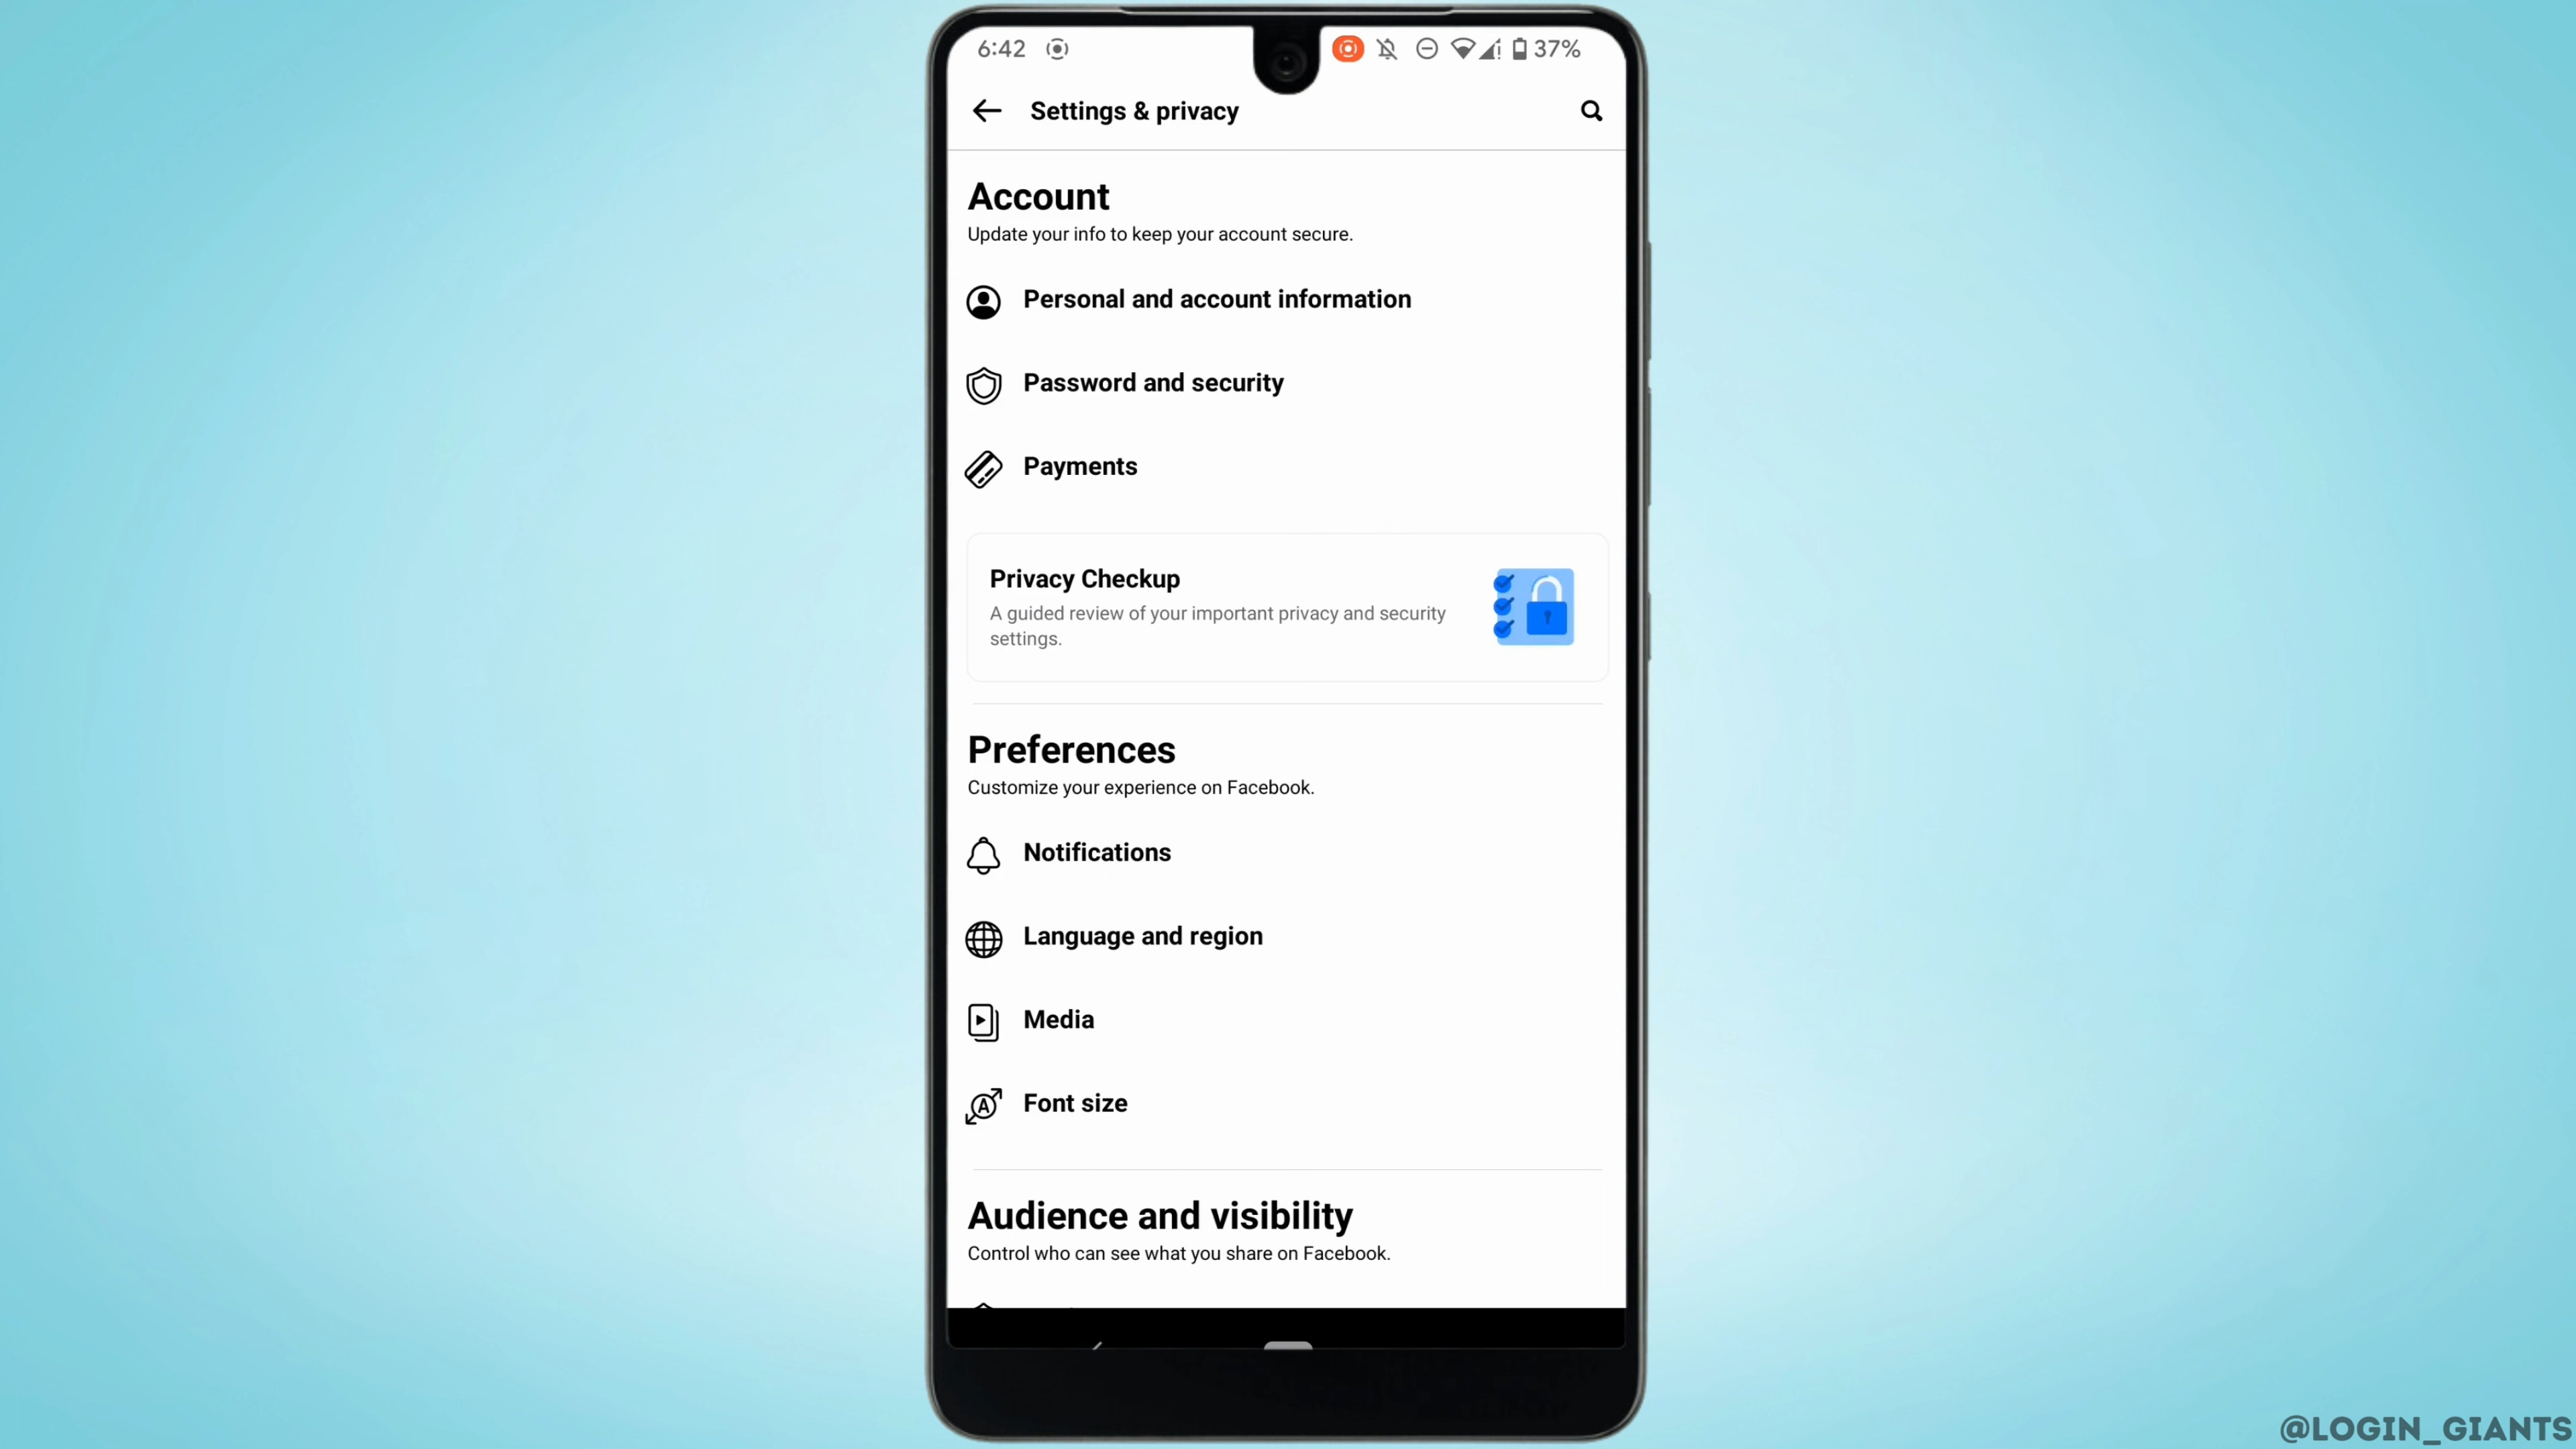 6:42
37%
Settings & privacy
Account
Update your info to keep your account secure.
Personal and account information
Password and security
Payments
Privacy Checkup
A guided review of your important privacy and security
settings.
Preferences
Customize your experience on Facebook.
Notifications
Language and region
Media
Font size
Audience and visibility
Control who can see what you share on Facebook.
@LOGIN_GIANTS